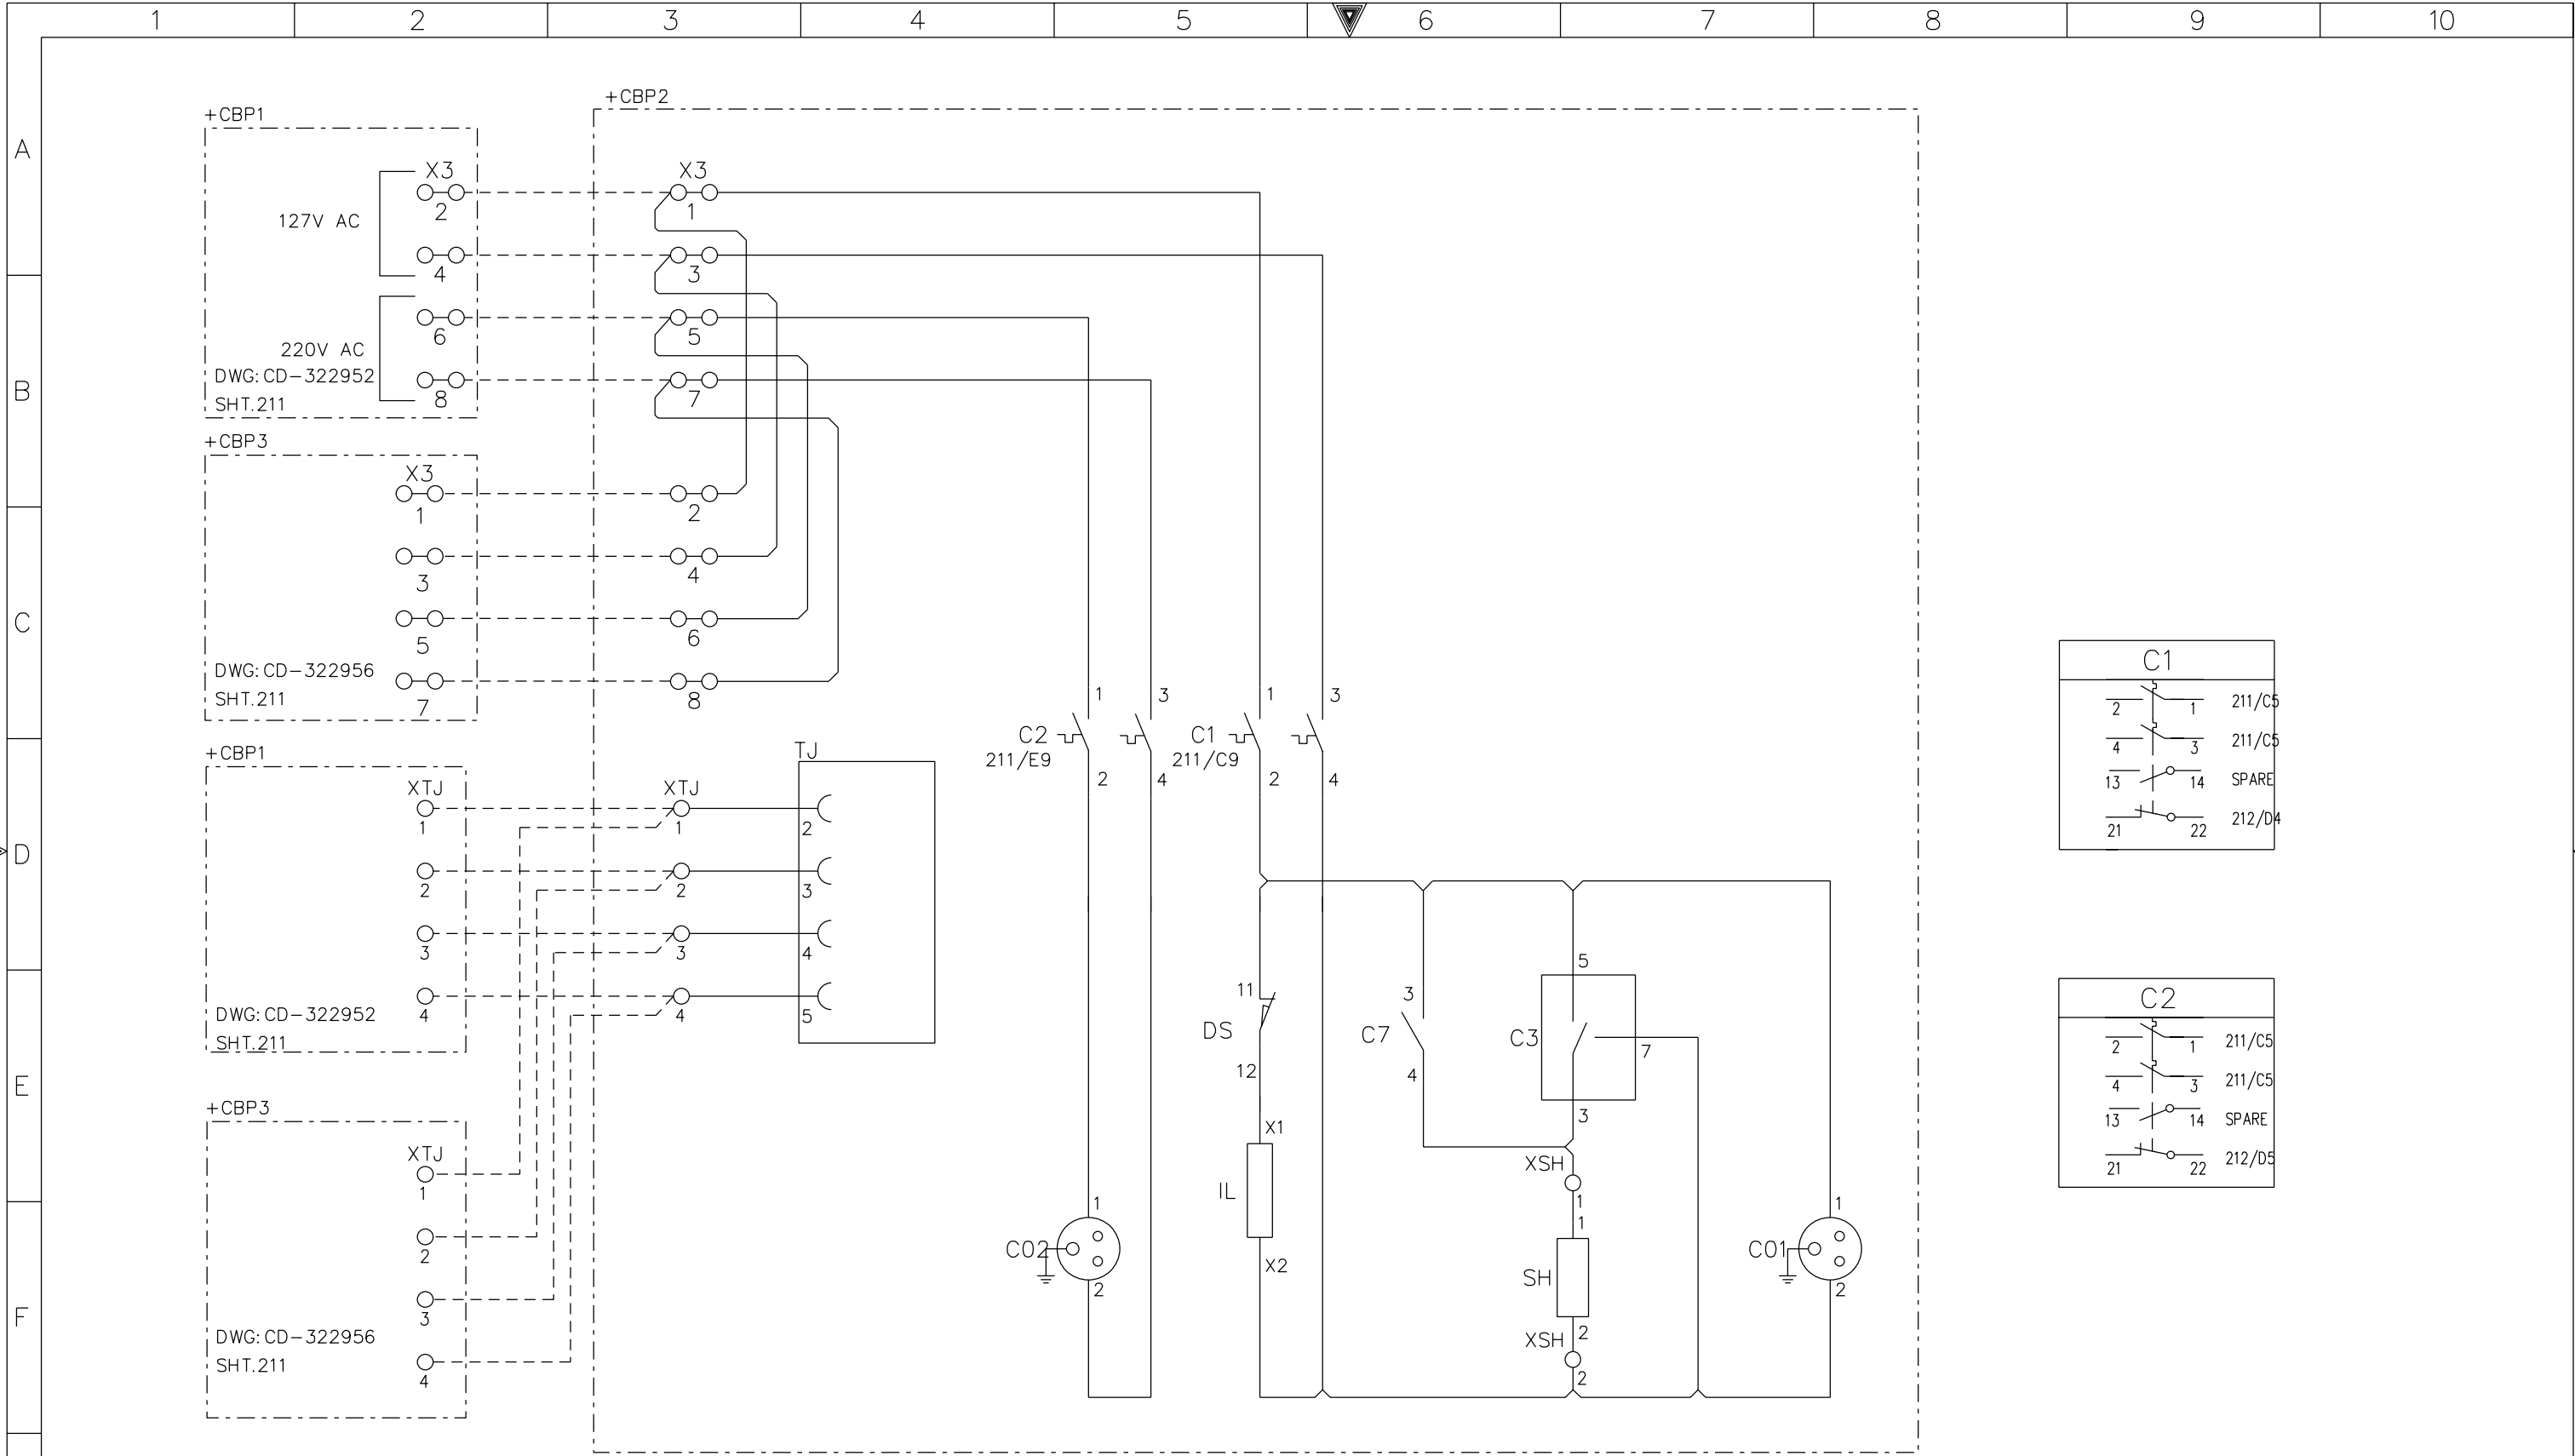 1 2 3 4 5 6 7 8 9 10
A
B
C
D
E
F
+CBP1
X3
127V AC
2
4
220V AC
6
8
DWG:CD-322952
SHT.211
+CBP3
X3
1
3
5
7
DWG:CD-322956
SHT.211
+CBP1
XTJ
1
2
3
4
DWG:CD-322952
SHT.211
+CBP3
XTJ
1
2
3
4
DWG:CD-322956
SHT.211
+CBP2
X3
1
3
5
7
2
4
6
8
XTJ
1
2
3
4
TJ
2
3
4
5
1 3
C2
211/E9
2 4
1 3
C1
211/C9
2 4
CO2
1
2
11
DS
12
X1
IL
X2
3
C7
4
5
C3
7
3
XSH
1
1
SH
2
XSH
2
CO1
1
2
C1
2 1 211/C5
4 3 211/C5
13 14 SPARE
21 22 212/D4
C2
2 1 211/C5
4 3 211/C5
13 14 SPARE
21 22 212/D5